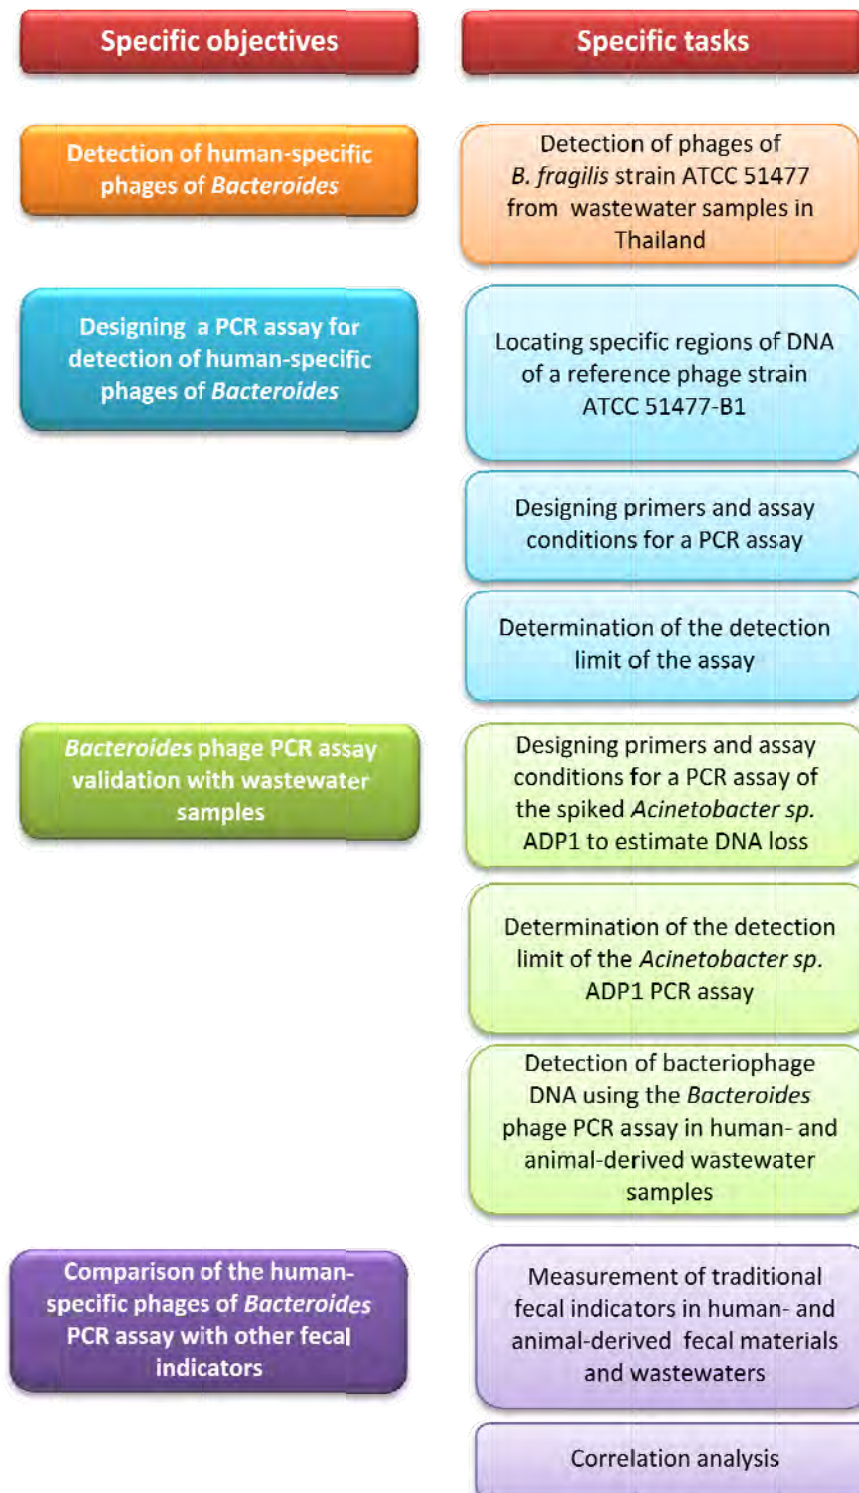 Specific objectives
Specific tasks
Detection of human-specific
phages of Bacteroides
Detection of phages of
B. fragilis strain ATCC 51477
from wastewater samples in
Thailand
Designing a PCR assay for
detection of human-specific
phages of Bacteroides
Locating specific regions of DNA
of a reference phage strain
ATCC 51477-B1
Designing primers and assay
conditions for a PCR assay
Determination of the detection
limit of the assay
Bacteroides phage PCR assay
validation with wastewater
samples
Designing primers and assay
conditions for a PCR assay of
the spiked Acinetobacter sp.
ADP1 to estimate DNA loss
Determination of the detection
limit of the Acinetobacter sp.
ADP1 PCR assay
Detection of bacteriophage
DNA using the Bacteroides
phage PCR assay in human- and
animal-derived wastewater
samples
Comparison of the human-
specific phages of Bacteroides
PCR assay with other fecal
indicators
Measurement of traditional
fecal indicators in human- and
animal-derived fecal materials
and wastewaters
Correlation analysis